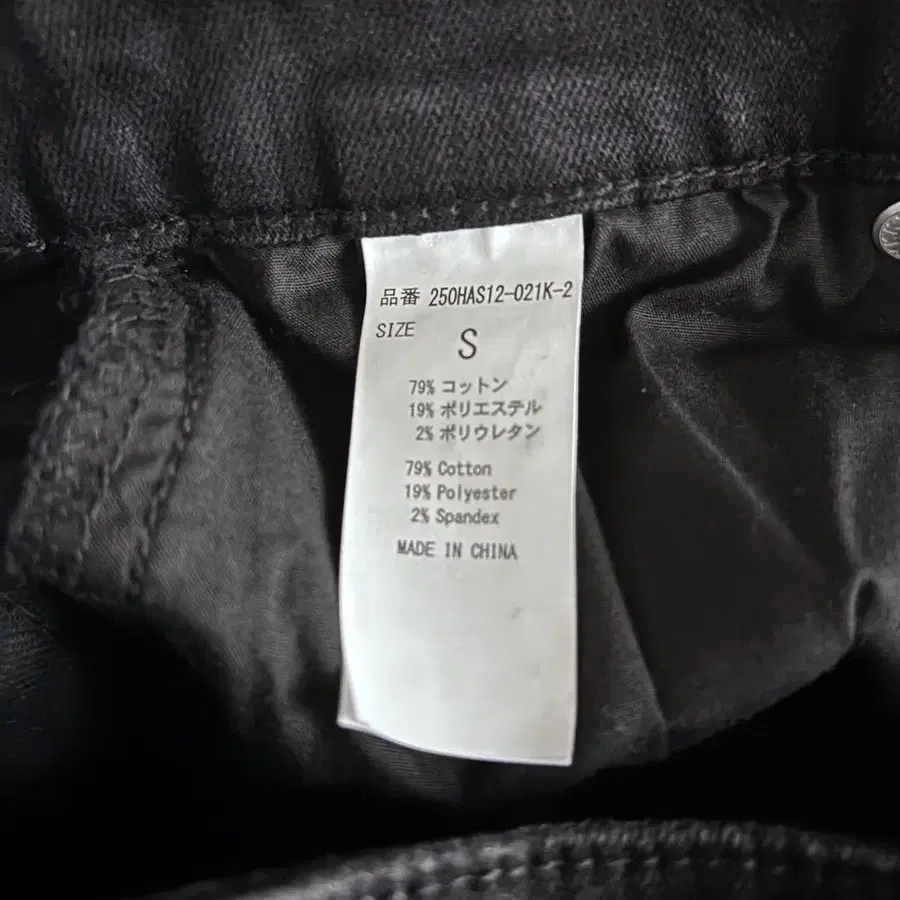 品番 250HAS12-021K-2
SIZE S
79% コットン
19% ポリエステル
2% ポリウレタン
79% Cotton
19% Polyester
2% Spandex
MADE IN CHINA